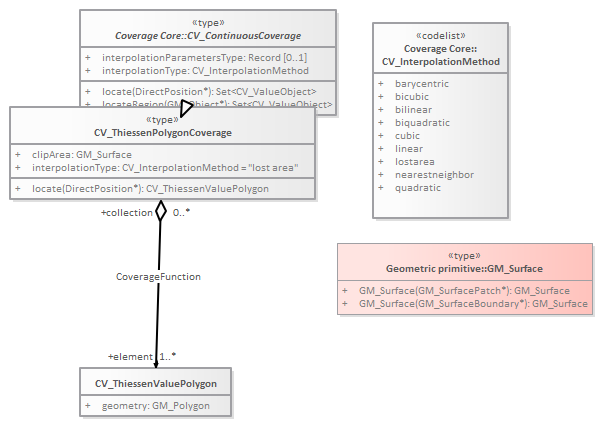 «type»
Coverage Core::CV_ContinuousCoverage
+ interpolationParametersType: Record [0..1]
+ interpolationType: CV_InterpolationMethod
+ locate(DirectPosition*): Set<CV_ValueObject>
+ locateRegion(GM_Object*): Set<CV_ValueObject>
«type»
CV_ThiessenPolygonCoverage
+ clipArea: GM_Surface
+ interpolationType: CV_InterpolationMethod = "lost area"
+ locate(DirectPosition*): CV_ThiessenValuePolygon
+collection 0..*
CoverageFunction
+element 1..*
CV_ThiessenValuePolygon
+ geometry: GM_Polygon
«codelist»
Coverage Core::
CV_InterpolationMethod
+ barycentric
+ bicubic
+ bilinear
+ biquadratic
+ cubic
+ linear
+ lostarea
+ nearestneighbor
+ quadratic
«type»
Geometric primitive::GM_Surface
+ GM_Surface(GM_SurfacePatch*): GM_Surface
+ GM_Surface(GM_SurfaceBoundary*): GM_Surface